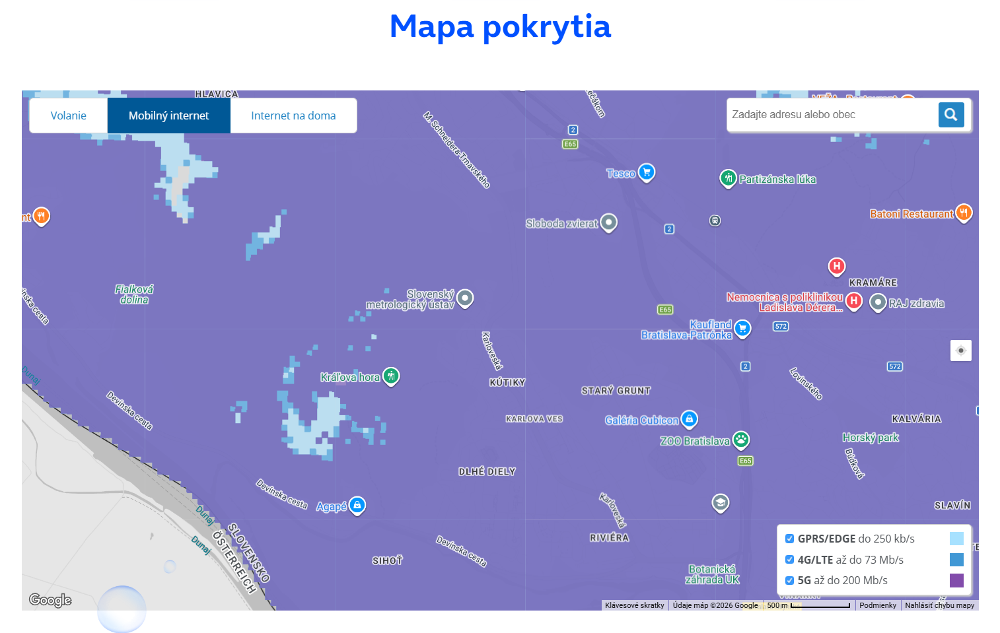 Mapa pokrytia
HLAVICA
Volanie
Mobilný internet
Internet na doma
Zadajte adresu alebo obec
M. Schneidera-Trnavského
2
E65
Tesco
Partizánska lúka
Batoni Restaurant
Sloboda zvierat
2
Fialková
dolina
KRAMÁRE
Slovenský
metrologický ústav
Nemocnica s poliklinikou
Ladislava Dérera...
RAJ zdravia
E65
Kaufland
Bratislava-Patrónka
572
Karloveská
2
572
Dunaj
Kráľova hora
KÚTIKY
STARÝ GRUNT
Lovinského
Devínska cesta
KARLOVA VES
Galéria Cubicon
KALVÁRIA
ZOO Bratislava
Horský park
E65
Búdková
DLHÉ DIELY
Devínska cesta
Agapé
Karloveská
SLAVÍN
Dunaj
SLOVENSKO
ÖSTERREICH
Dunaj
RIVIÉRA
Devínska cesta
SIHOŤ
Botanická
záhrada UK
GPRS/EDGE do 250 kb/s
4G/LTE až do 73 Mb/s
5G až do 200 Mb/s
Google
Klávesové skratky
Údaje máp ©2026 Google
500 m
Podmienky
Nahlásiť chybu mapy